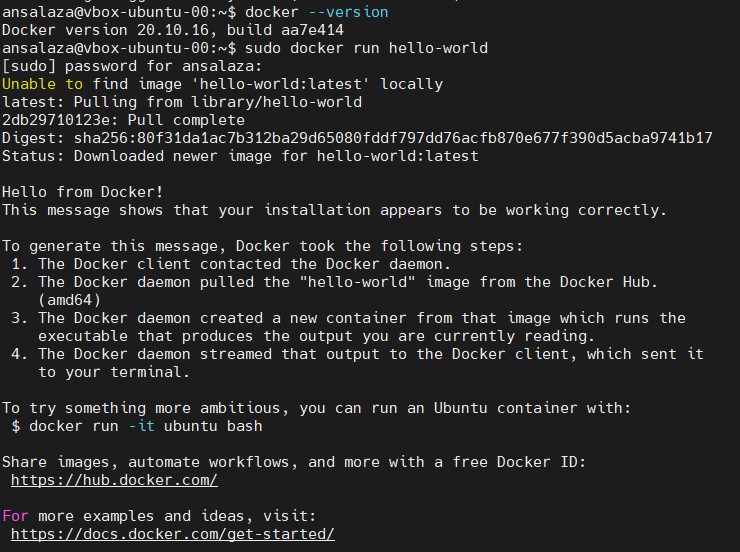 ansalaza@vbox-ubuntu-00:~$ docker --version
Docker version 20.10.16, build aa7e414
ansalaza@vbox-ubuntu-00:~$ sudo docker run hello-world
[sudo] password for ansalaza:
Unable to find image 'hello-world:latest' locally
latest: Pulling from library/hello-world
2db29710123e: Pull complete
Digest: sha256:80f31da1ac7b312ba29d65080fddf797dd76acfb870e677f390d5acba9741b17
Status: Downloaded newer image for hello-world:latest

Hello from Docker!
This message shows that your installation appears to be working correctly.

To generate this message, Docker took the following steps:
 1. The Docker client contacted the Docker daemon.
 2. The Docker daemon pulled the "hello-world" image from the Docker Hub.
    (amd64)
 3. The Docker daemon created a new container from that image which runs the
    executable that produces the output you are currently reading.
 4. The Docker daemon streamed that output to the Docker client, which sent it
    to your terminal.

To try something more ambitious, you can run an Ubuntu container with:
 $ docker run -it ubuntu bash

Share images, automate workflows, and more with a free Docker ID:
 https://hub.docker.com/

For more examples and ideas, visit:
 https://docs.docker.com/get-started/